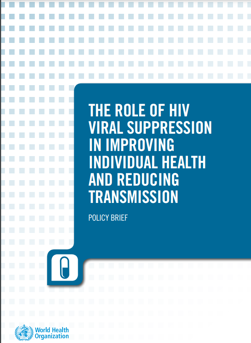 THE ROLE OF HIV
VIRAL SUPPRESSION
IN IMPROVING
INDIVIDUAL HEALTH
AND REDUCING
TRANSMISSION
POLICY BRIEF
World Health
Organization